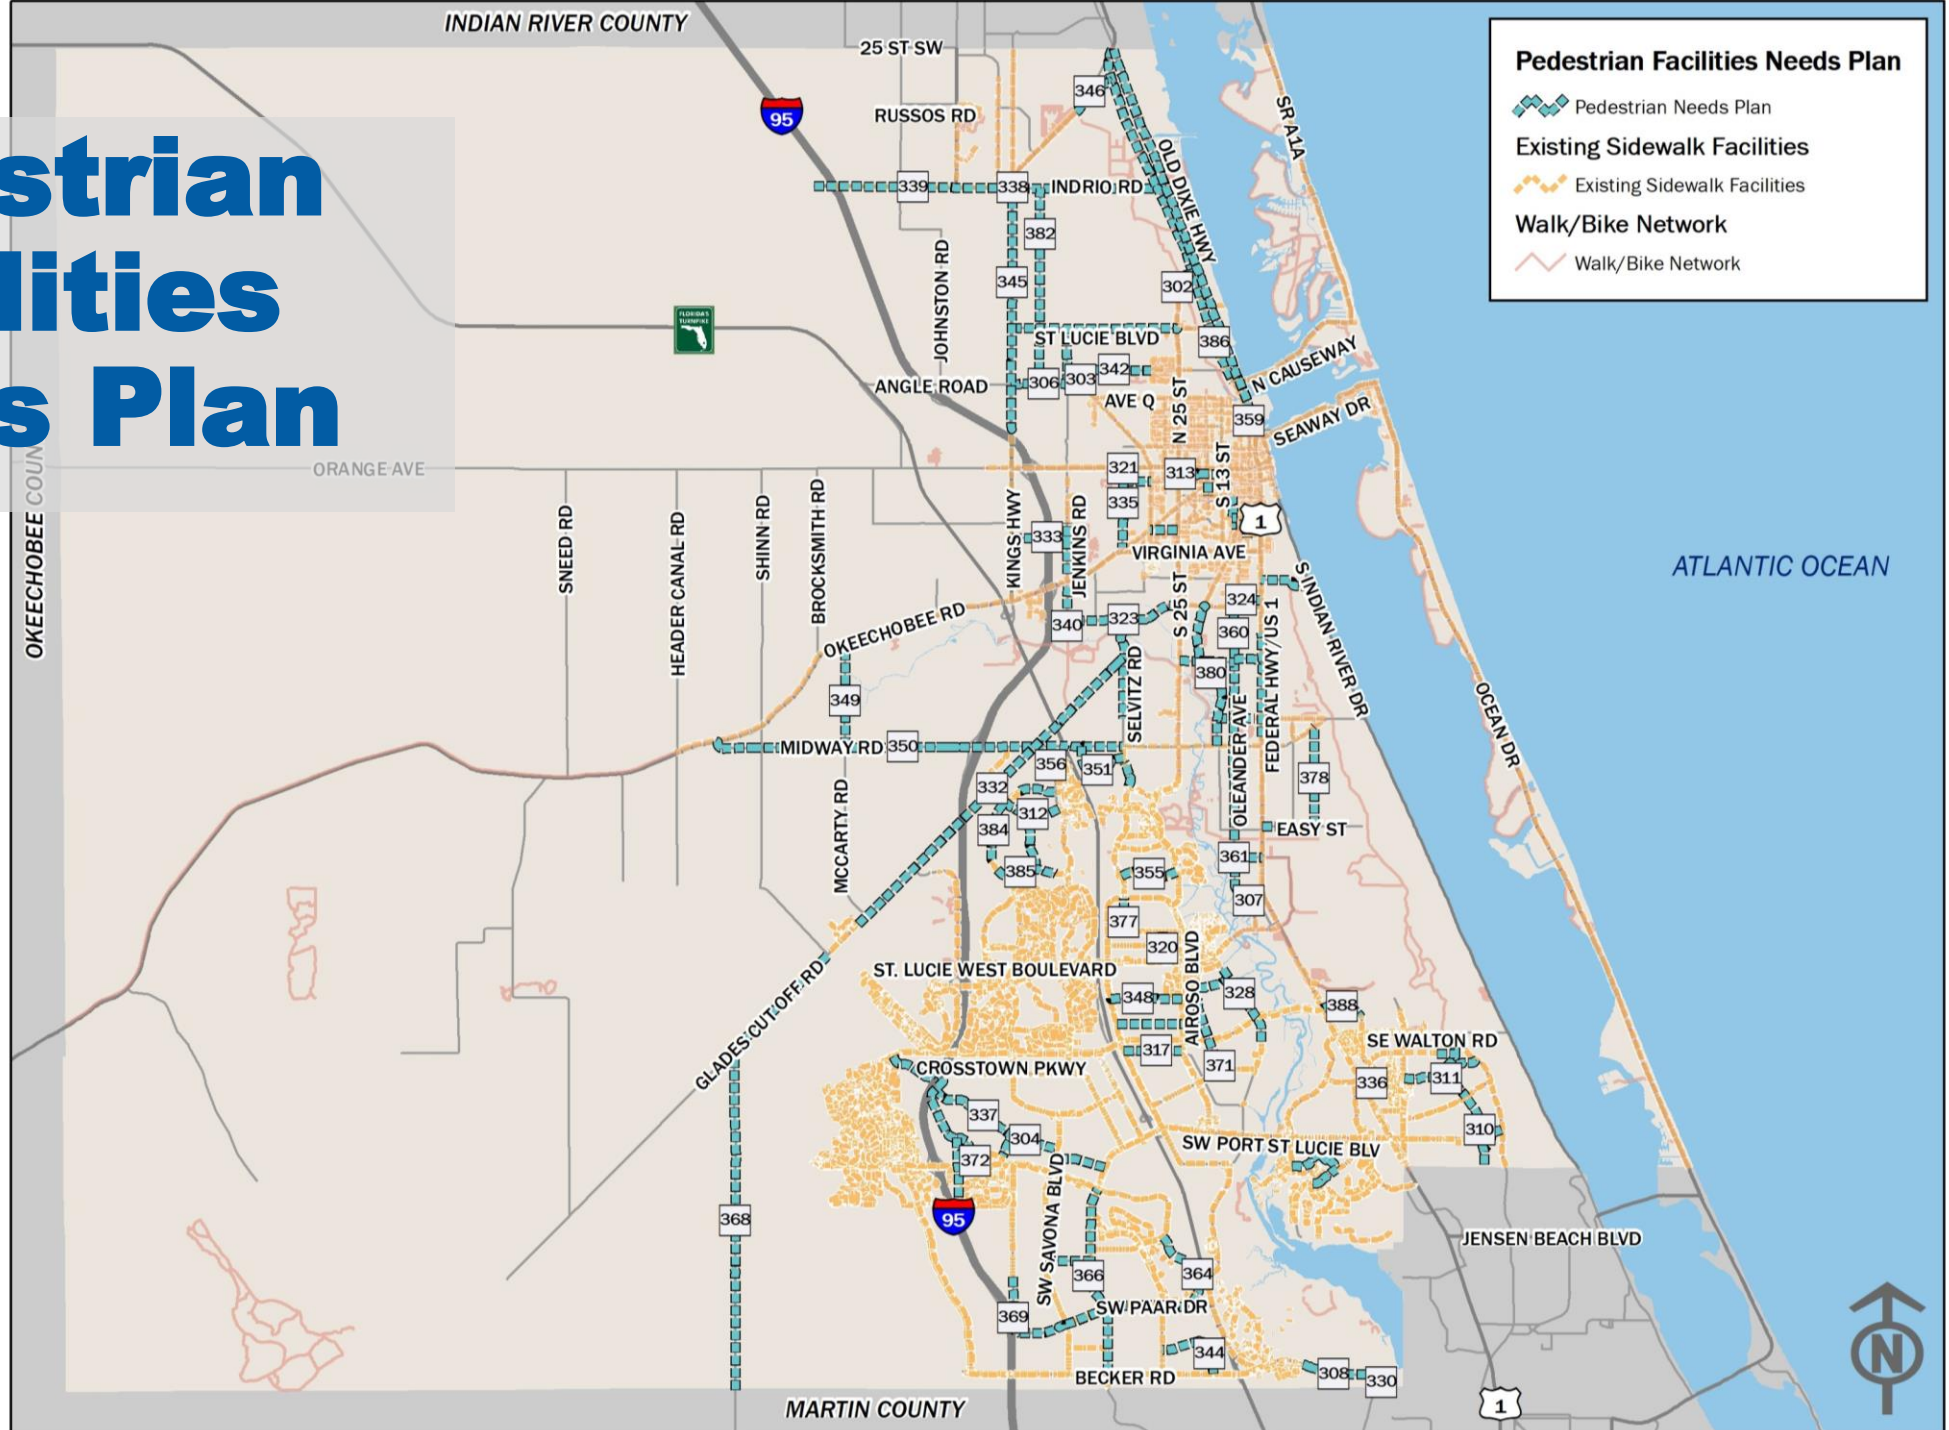 strian
lities
s Plan
Pedestrian Facilities Needs Plan
Pedestrian Needs Plan
Existing Sidewalk Facilities
Existing Sidewalk Facilities
Walk/Bike Network
Walk/Bike Network
INDIAN RIVER COUNTY
25 ST SW
346
SR A1A
95
RUSSOS RD
OLD DIXIE HWY
339
338
INDRIO RD
382
JOHNSTON RD
345
302
FLORIDA'S
TURNPIKE
ST LUCIE BLVD
386
N CAUSEWAY
ANGLE ROAD
306
303
342
AVE Q
N 25 ST
359
SEAWAY DR
OKEECHOBEE COUN
ORANGE AVE
321
313
S 13 ST
335
1
SNEED RD
HEADER CANAL RD
SHINN RD
BROCKSMITH RD
KINGS HWY
333
JENKINS RD
VIRGINIA AVE
ATLANTIC OCEAN
S INDIAN RIVER DR
OKEECHOBEE RD
340
323
S 25 ST
324
360
380
FEDERAL HWY/US 1
349
SELVITZ RD
OLEANDER AVE
OCEAN DR
MIDWAY RD
350
356
351
378
332
312
MCCARTY RD
384
EASY ST
385
355
361
307
377
320
AIROSO BLVD
ST. LUCIE WEST BOULEVARD
348
328
388
GLADES CUT OFF RD
317
371
SE WALTON RD
CROSSTOWN PKWY
336
311
337
304
310
372
SW PORT ST LUCIE BLV
SW SAVONA BLVD
368
95
JENSEN BEACH BLVD
366
364
369
SW PAAR DR
344
BECKER RD
308
330
MARTIN COUNTY
1
N